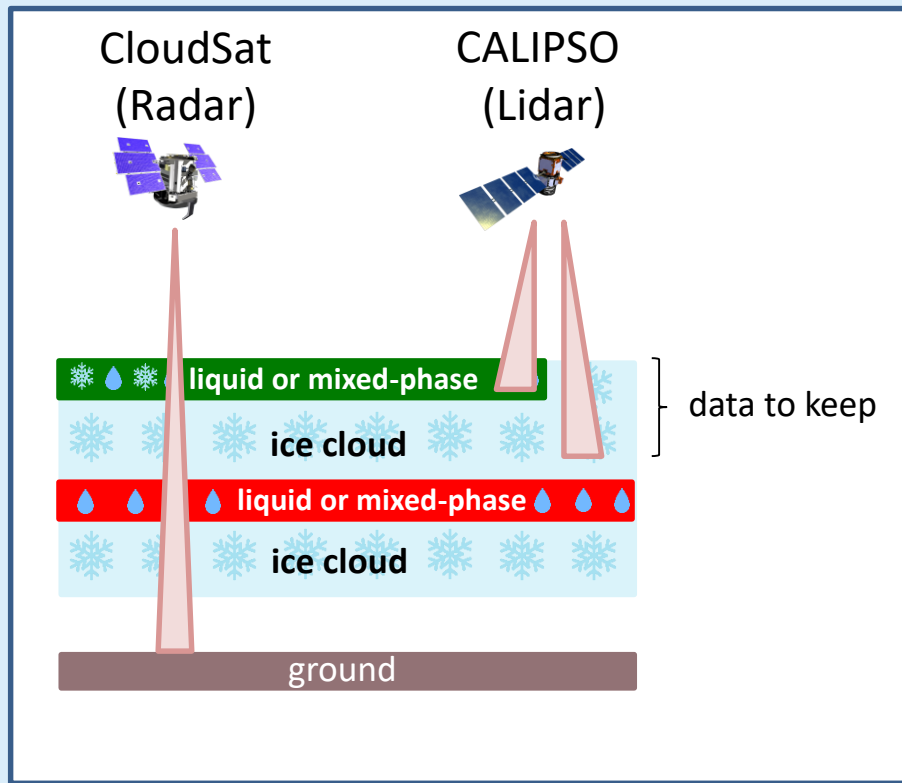 CloudSat
(Radar)
CALIPSO
(Lidar)
liquid or mixed-phase
data to keep
ice cloud
liquid or mixed-phase
ice cloud
ground